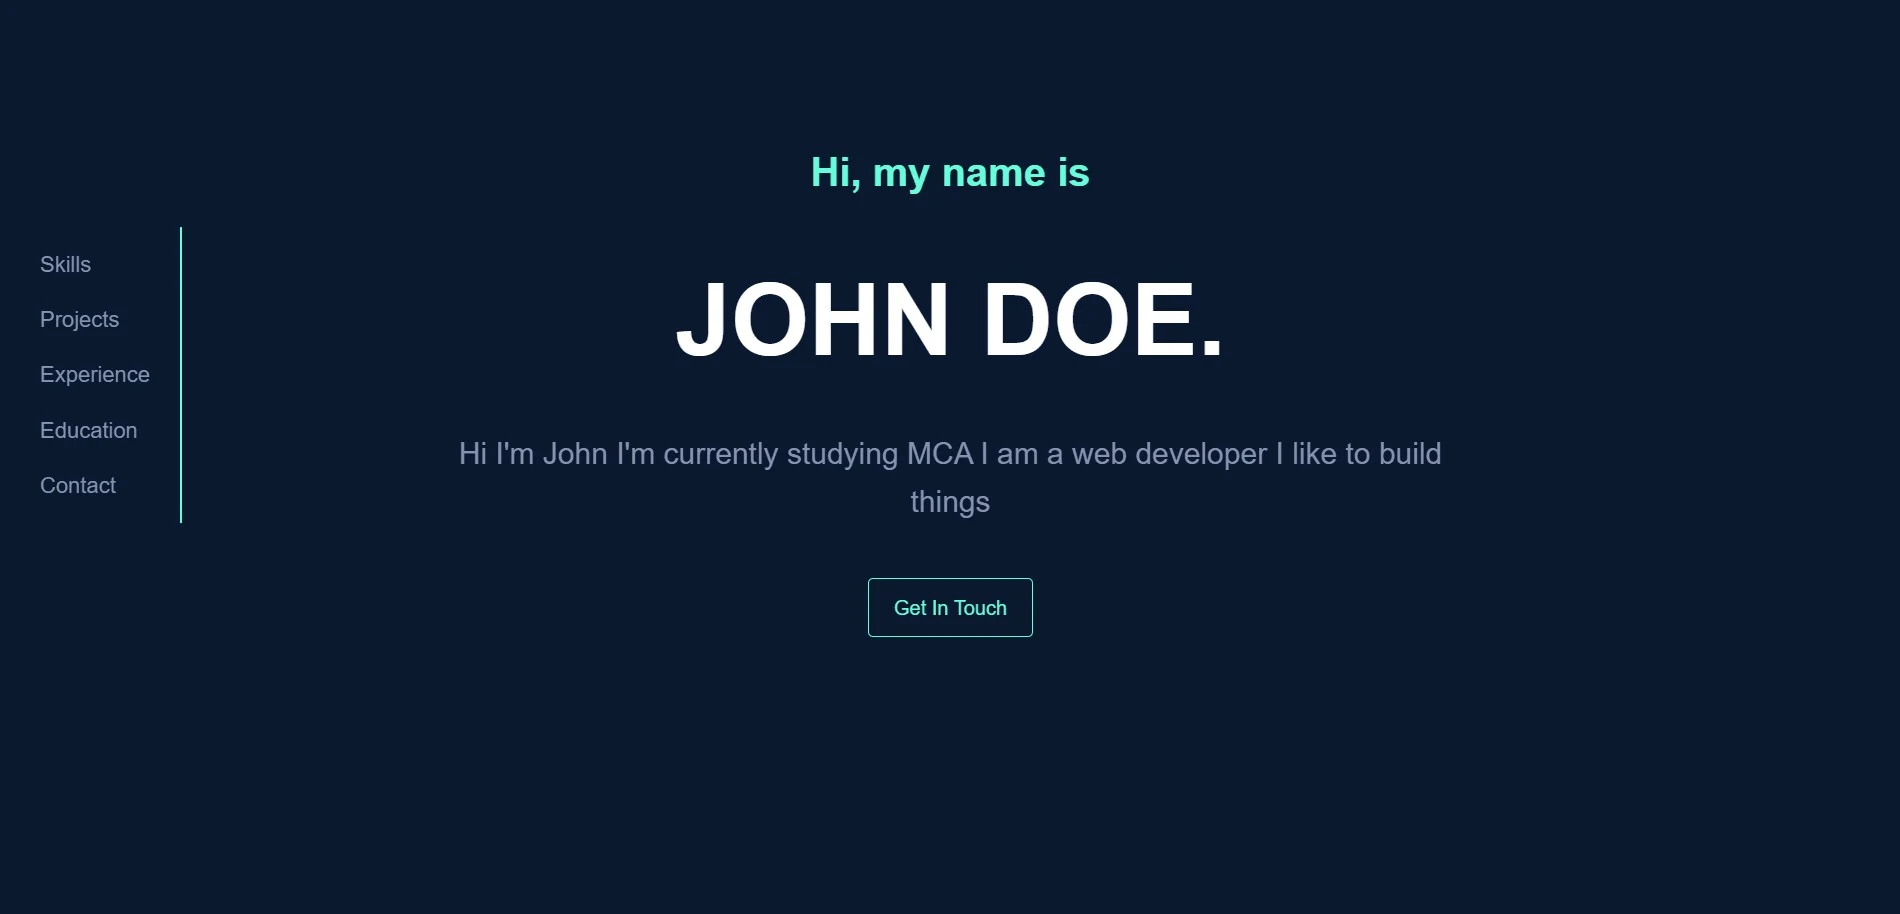 Hi, my name is
Skills
Projects
Experience
Education
Contact
JOHN DOE.
Hi I'm John I'm currently studying MCA I am a web developer I like to build
things
Get In Touch